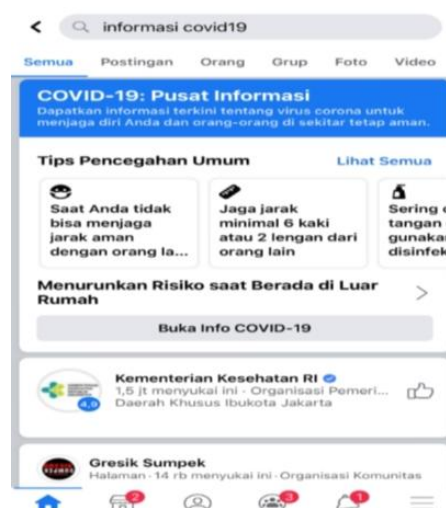 informasi covid19
Semua Postingan Orang Grup Foto Video
COVID-19: Pusat Informasi
Dapatkan informasi terkini tentang virus corona untuk
menjaga diri Anda dan orang-orang di sekitar tetap aman.
Tips Pencegahan Umum Lihat Semua
Saat Anda tidak
bisa menjaga
jarak aman
dengan orang la...
Jaga jarak
minimal 6 kaki
atau 2 lengan dari
orang lain
Sering
tangan
gunaka
disinfek
Menurunkan Risiko saat Berada di Luar
Rumah
Buka Info COVID-19
Kementerian Kesehatan RI
1,5 jt menyukai ini · Organisasi Pemeri...
Daerah Khusus Ibukota Jakarta
4,9
Gresik Sumpek
Halaman · 14 rb menyukai ini · Organisasi Komunitas
2 3 1